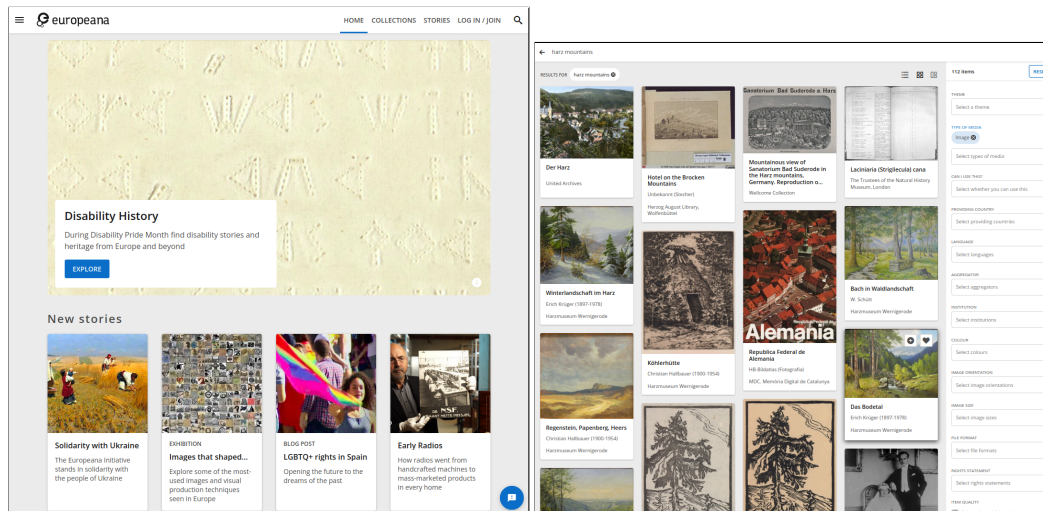 europeana
HOME COLLECTIONS STORIES LOG IN / JOIN
Disability History
During Disability Pride Month find disability stories and
heritage from Europe and beyond
EXPLORE
New stories
Solidarity with Ukraine
The Europeana Initiative
stands in solidarity with
the people of Ukraine
EXHIBITION
Images that shaped...
Explore some of the most-
used images and visual
production techniques
seen in Europe
BLOG POST
LGBTQ+ rights in Spain
Opening the future to the
dreams of the past
NSF
Early Radios
How radios went from
handcrafted machines to
mass-marketed products
in every home
harz mountains
RESULTS FOR harz mountains
Der Harz
United Archives
Winterlandschaft im Harz
Erich Krüger (1897-1978)
Harzmuseum Wernigerode
Regenstein, Papenberg, Heers
Christian Hallbauer (1900-1954)
Harzmuseum Wernigerode
Hotel on the Brocken
Mountains
Unbekannt (Stecher)
Herzog August Library,
Wolfenbüttel
Köhlerhütte
Christian Hallbauer (1900-1954)
Harzmuseum Wernigerode
Sanatorium Bad Suderode a. Harz
Mountainous view of
Sanatorium Bad Suderode in
the Harz mountains,
Germany. Reproduction o...
Wellcome Collection
Alemania
Republica Federal de
Alemania
HB-Bildatlas (Fotografia)
MDC. Memòria Digital de Catalunya
Laciniaria (Strigilecula) cana
The Trustees of the Natural History
Museum, London
Bach in Waldlandschaft
W. Schütt
Harzmuseum Wernigerode
Das Bodetal
Erich Krüger (1897-1978)
Harzmuseum Wernigerode
112 items
THEME
Select a theme
TYPE OF MEDIA
Image
Select types of media
CAN I USE THIS?
Select whether you can use this
PROVIDING COUNTRY
Select providing countries
LANGUAGE
Select languages
AGGREGATOR
Select aggregators
INSTITUTION
Select institutions
COLOUR
Select colours
IMAGE ORIENTATION
Select image orientations
IMAGE SIZE
Select image sizes
FILE FORMAT
Select file formats
RIGHTS STATEMENT
Select rights statements
ITEM QUALITY